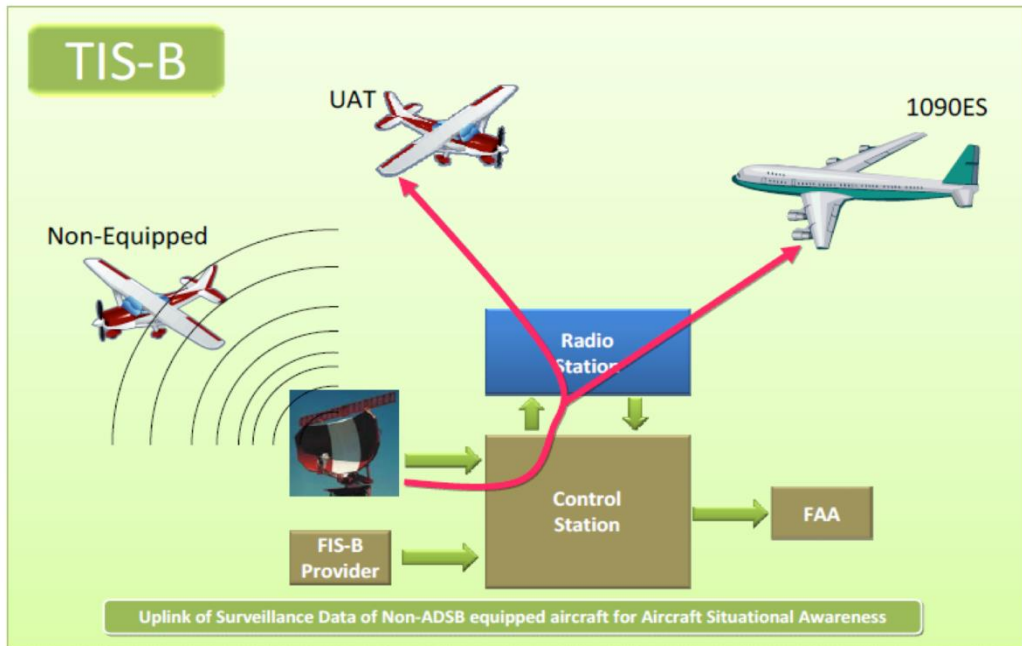 TIS-B
UAT
1090ES
Non-Equipped
Radio
Station
Control
Station
FAA
FIS-B
Provider
Uplink of Surveillance Data of Non-ADSB equipped aircraft for Aircraft Situational Awareness